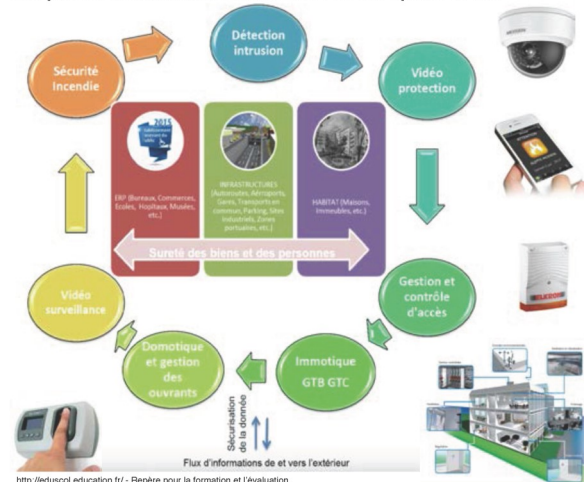 Détection
intrusion
Sécurité
Incendie
Vidéo
protection
2015
ERP (Bureaux, Commerces,
Ecoles, Hopitaux, Musées,
etc.)
INFRASTRUCTURES
(Autoroutes, Aéroports,
Gares, Transports en
commun, Parking, Sites
Industriels, Zones
portuaires, etc.)
HABITAT (Maisons,
Immeubles, etc.)
Sureté des biens et des personnes
Vidéo
surveillance
Gestion et
contrôle
d'accès
Domotique
et gestion
des
ouvrants
Immotique
GTB GTC
Sécurisation
de la donnée
Flux d'informations de et vers l'extérieur
http://eduscol.education.fr/ - Repère pour la formation et l'évaluation